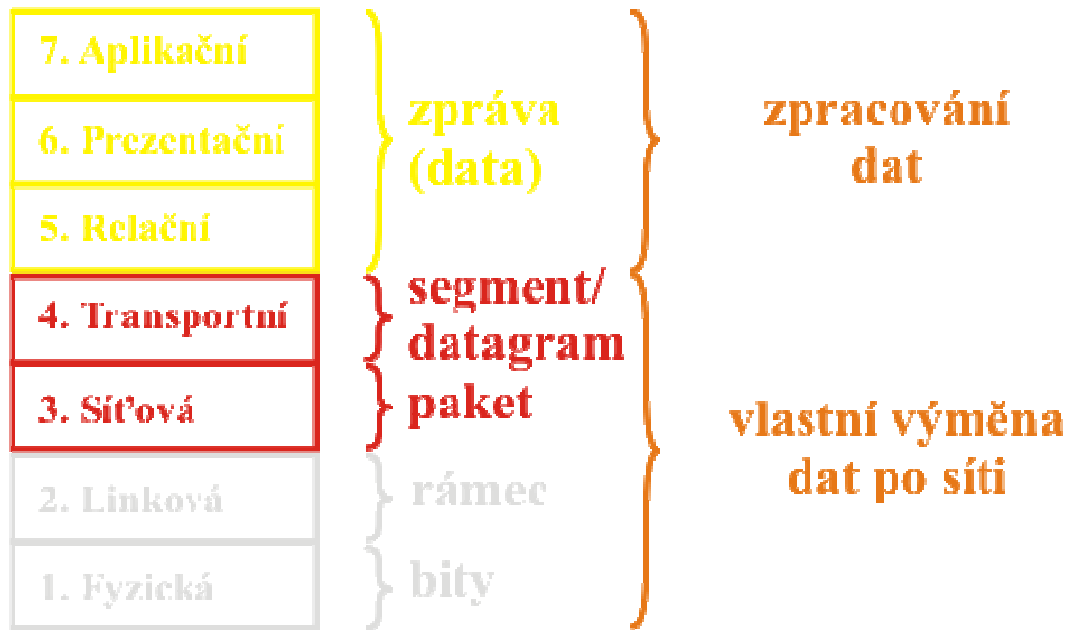 7. Aplikační
6. Prezentační
5. Relační
4. Transportní
3. Síťová
2. Linková
1. Fyzická
zpráva
(data)
segment/
datagram
paket
rámec
bity
zpracování
dat
vlastní výměna
dat po síti